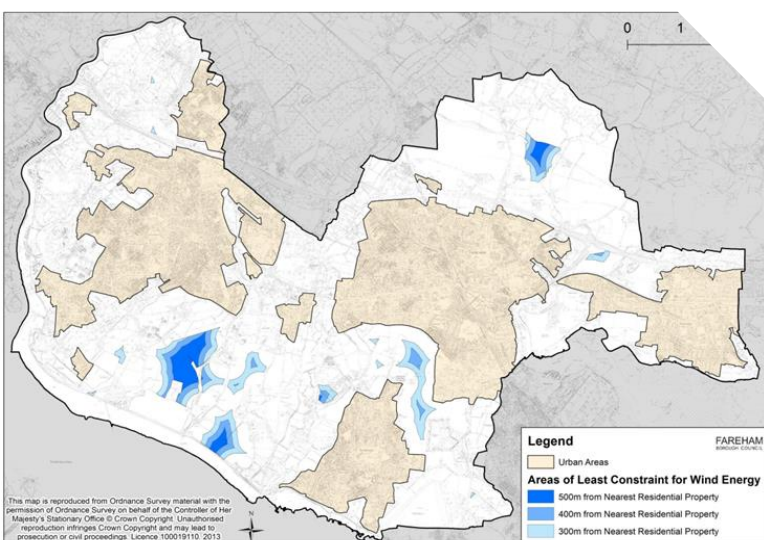 0 1
Legend
FAREHAM
BOROUGH COUNCIL
Urban Areas
Areas of Least Constraint for Wind Energy
500m from Nearest Residential Property
400m from Nearest Residential Property
300m from Nearest Residential Property
This map is reproduced from Ordnance Survey material with the
permission of Ordnance Survey on behalf of the Controller of Her
Majesty's Stationary Office © Crown Copyright. Unauthorised
reproduction infringes Crown Copyright and may lead to
prosecution or civil proceedings. Licence 100019110. 2013
N